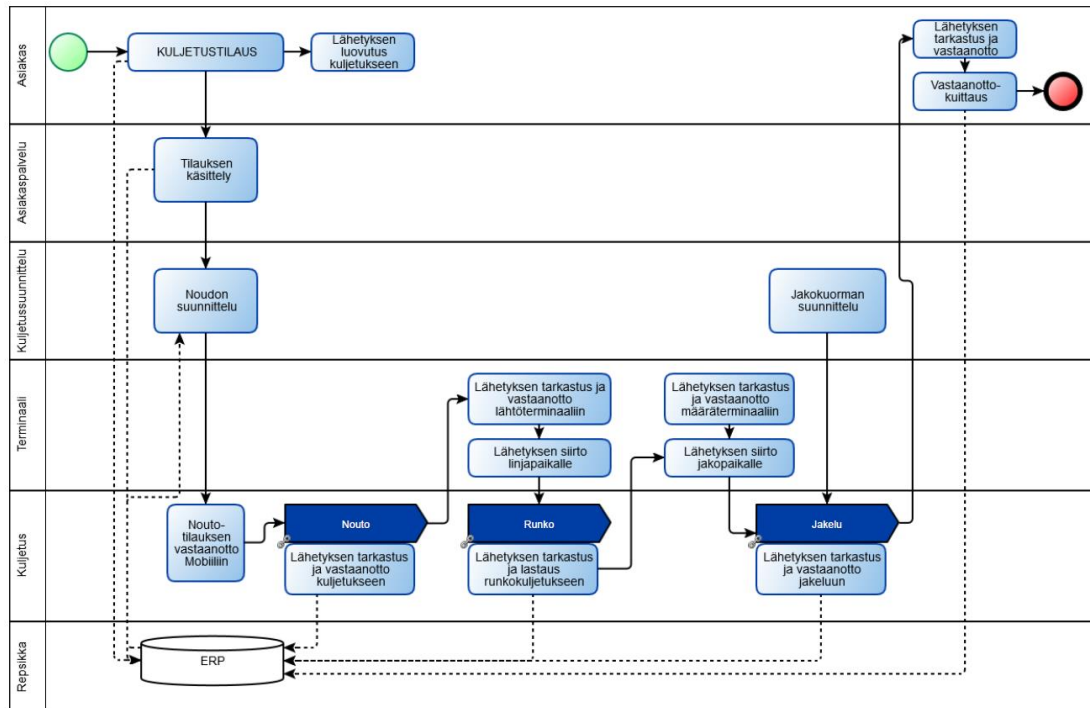 Asiakas
KULJETUSTILAUS
Lähetyksen
luovutus
kuljetukseen
Lähetyksen
tarkastus ja
vastaanotto
Vastaanotto-
kuittaus
Asiakaspalvelu
Tilauksen
käsittely
Kuljetussuunnittelu
Noudon
suunnittelu
Jakokuorman
suunnittelu
Terminaali
Lähetyksen tarkastus ja
vastaanotto
lähtöterminaaliin
Lähetyksen siirto
linjapaikalle
Lähetyksen tarkastus
ja vastaanotto
määräterminaaliin
Lähetyksen siirto
jakopaikalle
Kuljetus
Nouto-
tilauksen
vastaanotto
Mobiiliin
Nouto
Lähetyksen tarkastus
ja vastaanotto
kuljetukseen
Runko
Lähetyksen tarkastus
ja lastaus
runkokuljetukseen
Jakelu
Lähetyksen tarkastus
ja vastaanotto
jakeluun
Repsikka
ERP